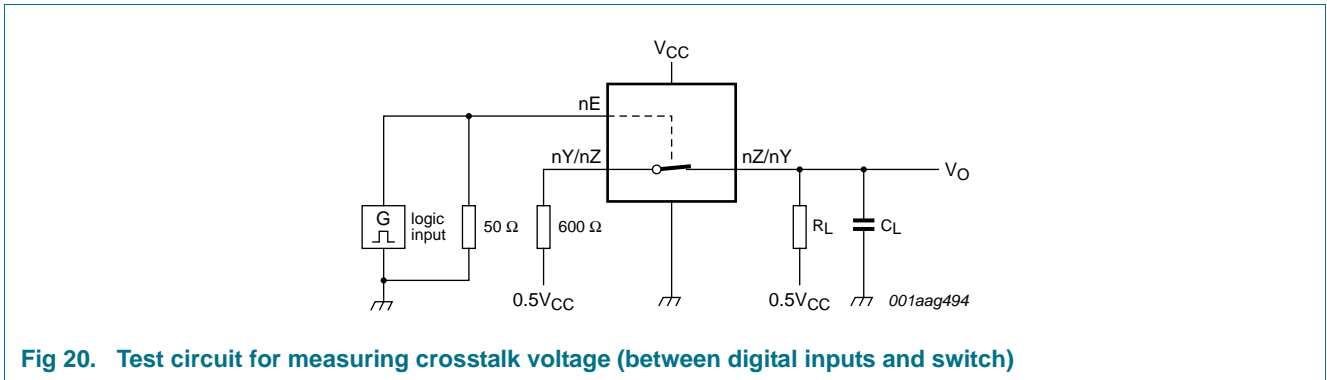 VCC
nE
nY/nZ
nZ/nY
VO
G
logic
input
50 Ω
600 Ω
RL
CL
0.5VCC
0.5VCC
001aag494
Fig 20. Test circuit for measuring crosstalk voltage (between digital inputs and switch)